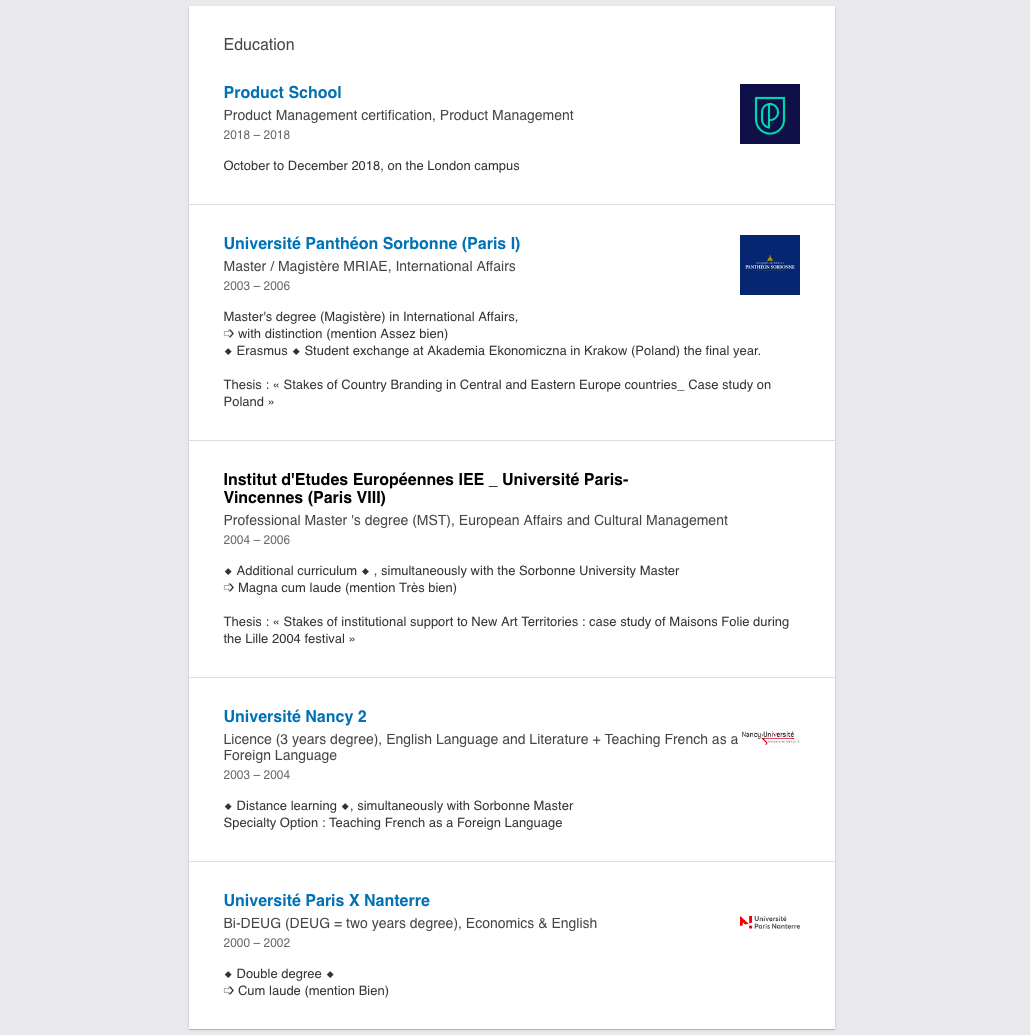 Education
Product School
Product Management certification, Product Management
2018 – 2018
October to December 2018, on the London campus
Université Panthéon Sorbonne (Paris I)
Master / Magistère MRIAE, International Affairs
2003 – 2006
PANTHÉON SORBONNE
Master's degree (Magistère) in International Affairs,
➩ with distinction (mention Assez bien)
⬥ Erasmus ⬥ Student exchange at Akademia Ekonomiczna in Krakow (Poland) the final year.
Thesis : « Stakes of Country Branding in Central and Eastern Europe countries_ Case study on
Poland »
Institut d'Etudes Européennes IEE _ Université Paris-
Vincennes (Paris VIII)
Professional Master 's degree (MST), European Affairs and Cultural Management
2004 – 2006
⬥ Additional curriculum ⬥ , simultaneously with the Sorbonne University Master
➩ Magna cum laude (mention Très bien)
Thesis : « Stakes of institutional support to New Art Territories : case study of Maisons Folie during
the Lille 2004 festival »
Université Nancy 2
Licence (3 years degree), English Language and Literature + Teaching French as a
Foreign Language
2003 – 2004
Nancy-Université
⬥ Distance learning ⬥, simultaneously with Sorbonne Master
Specialty Option : Teaching French as a Foreign Language
Université Paris X Nanterre
Bi-DEUG (DEUG = two years degree), Economics & English
2000 – 2002
Université
Paris Nanterre
⬥ Double degree ⬥
➩ Cum laude (mention Bien)